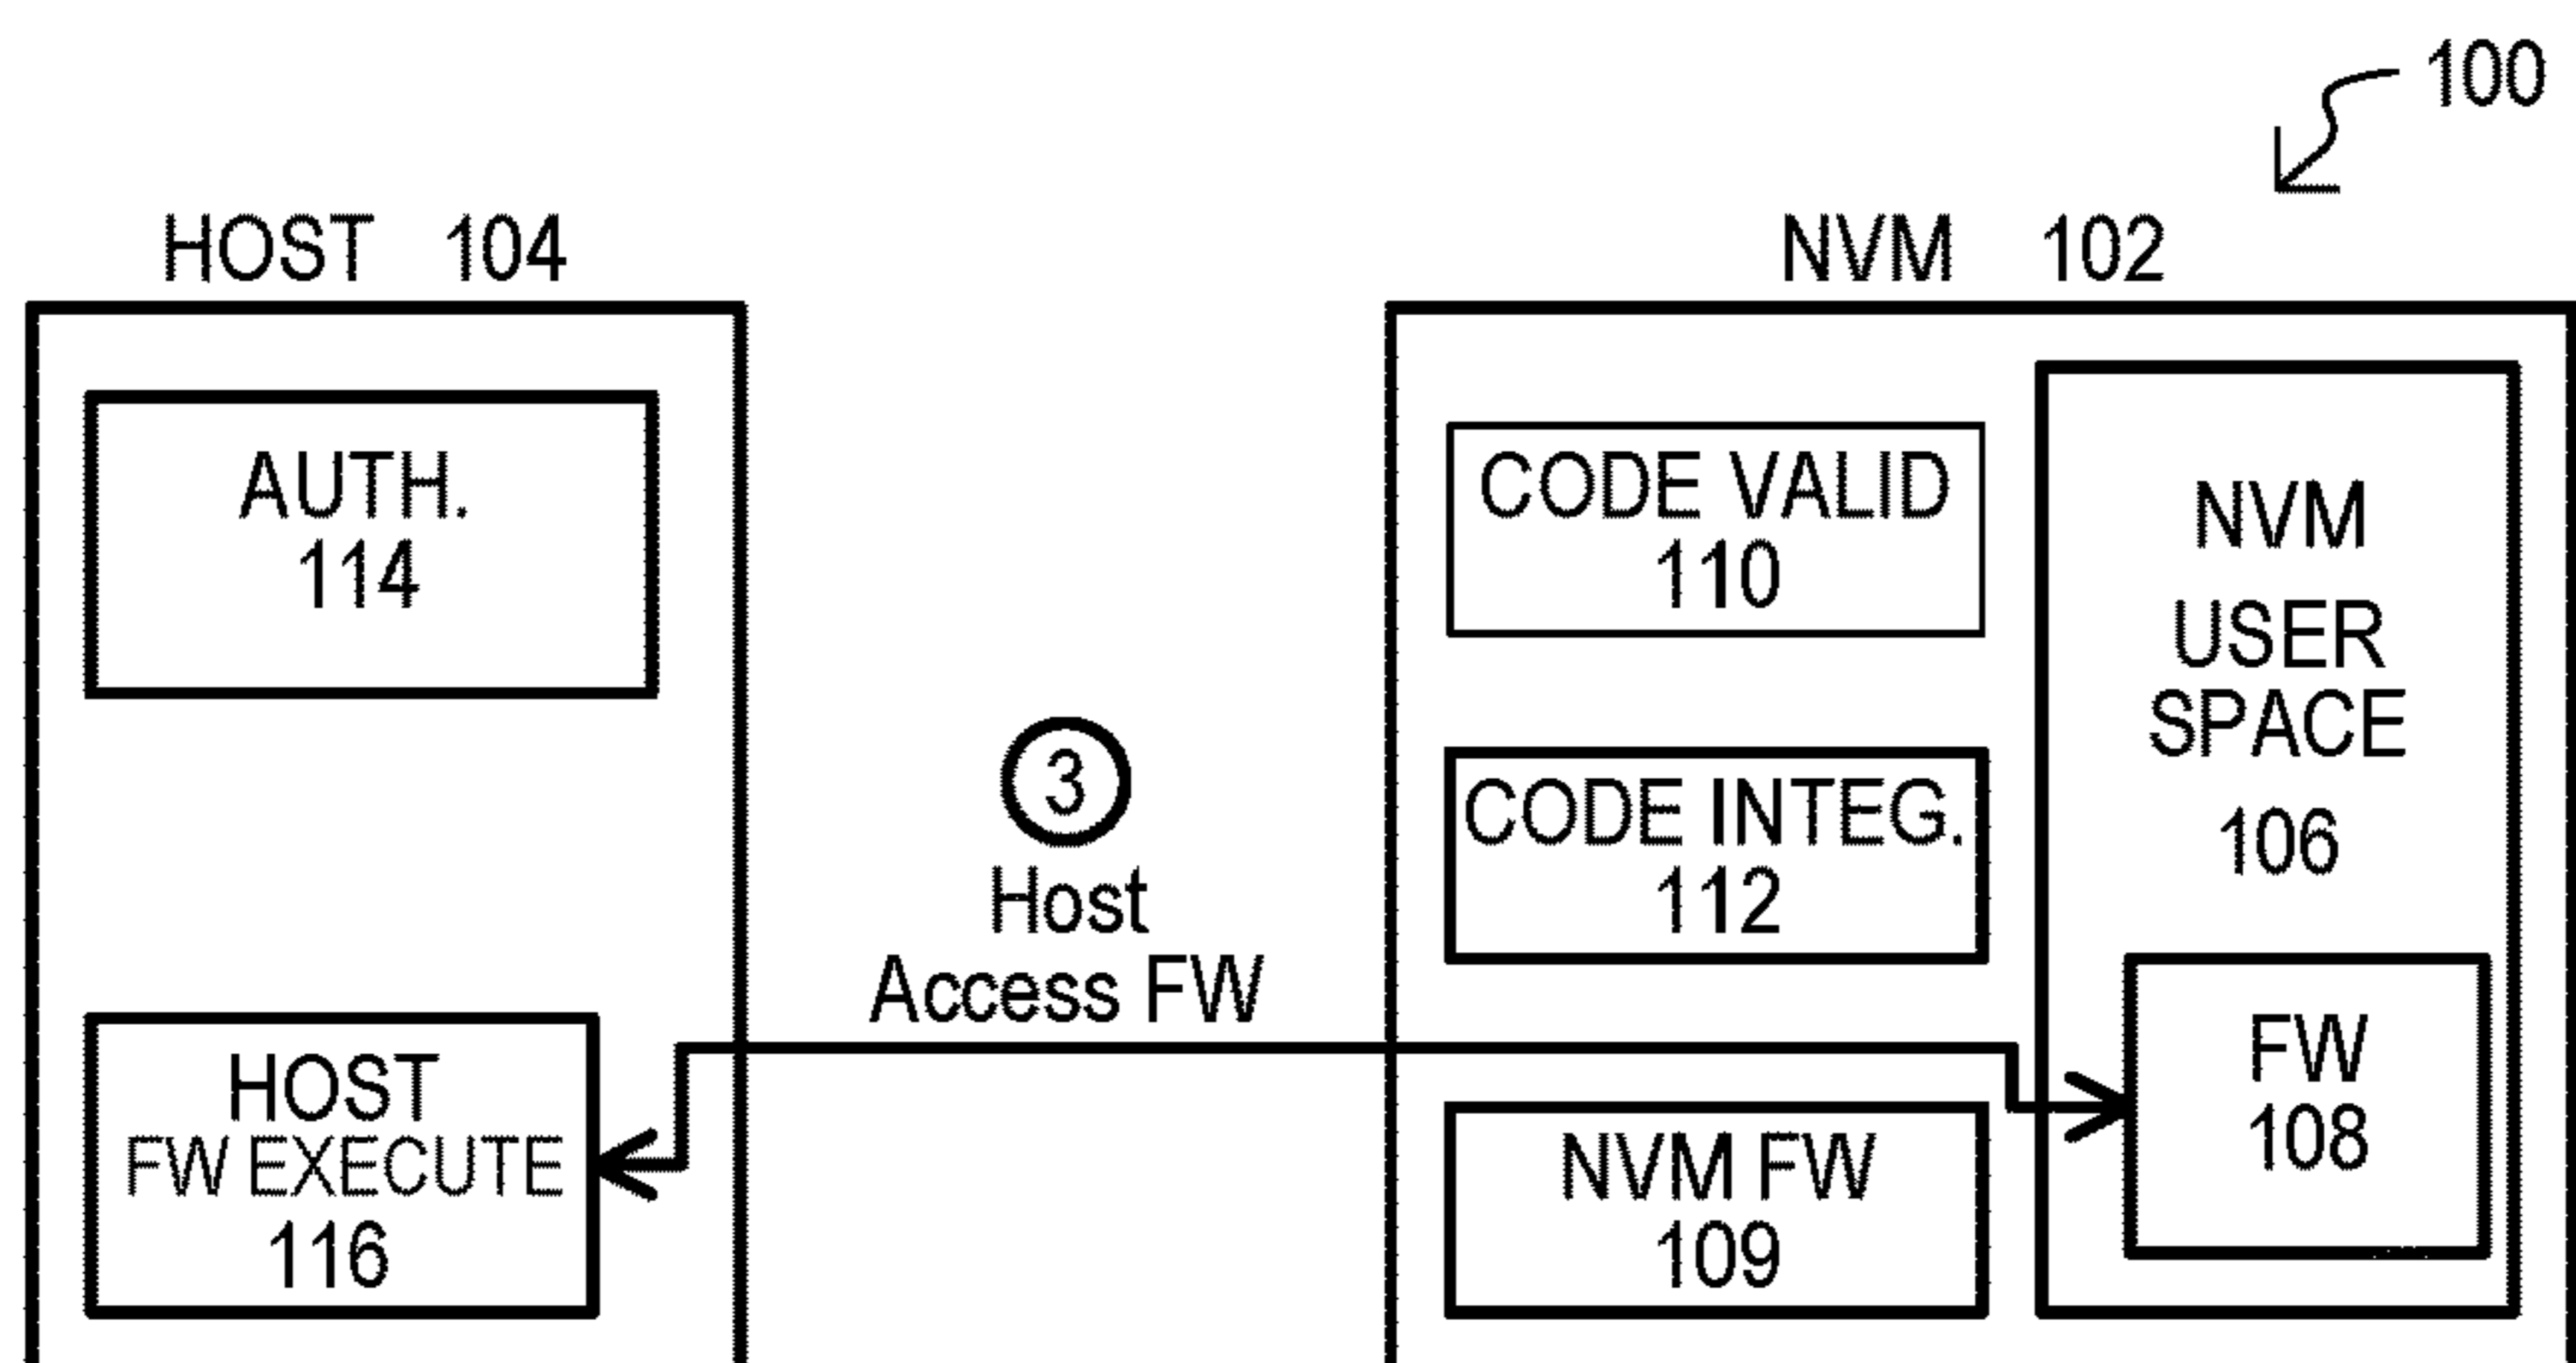 100
HOST 104
AUTH.
114
HOST
FW EXECUTE
116
3
Host
Access FW
NVM 102
CODE VALID
110
CODE INTEG.
112
NVM FW
109
NVM
USER
SPACE
106
FW
108